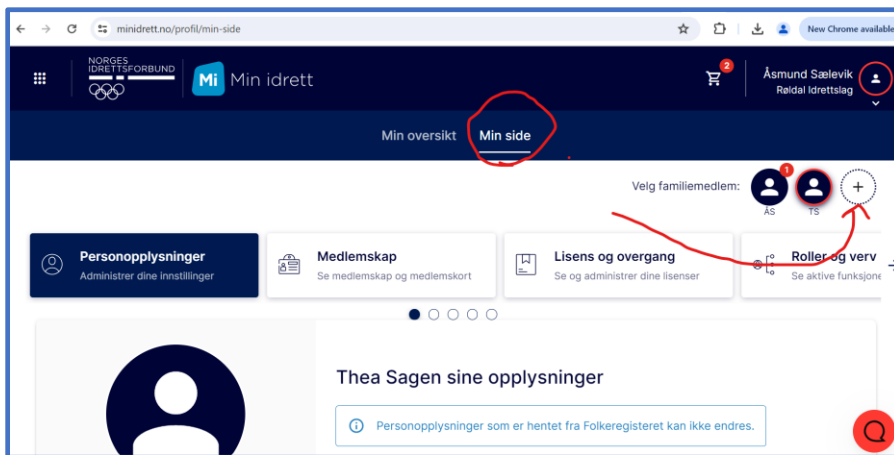 minidrett.no/profil/min-side
New Chrome available
NORGES
IDRETTSFORBUND
Mi Min idrett
2
Åsmund Sælevik
Røldal Idrettslag
Min oversikt Min side
Velg familiemedlem:
1
ÅS TS
Personopplysninger
Administrer dine innstillinger
Medlemskap
Se medlemskap og medlemskort
Lisens og overgang
Se og administrer dine lisenser
Roller og verv
Se aktive funksjone
Thea Sagen sine opplysninger
Personopplysninger som er hentet fra Folkeregisteret kan ikke endres.